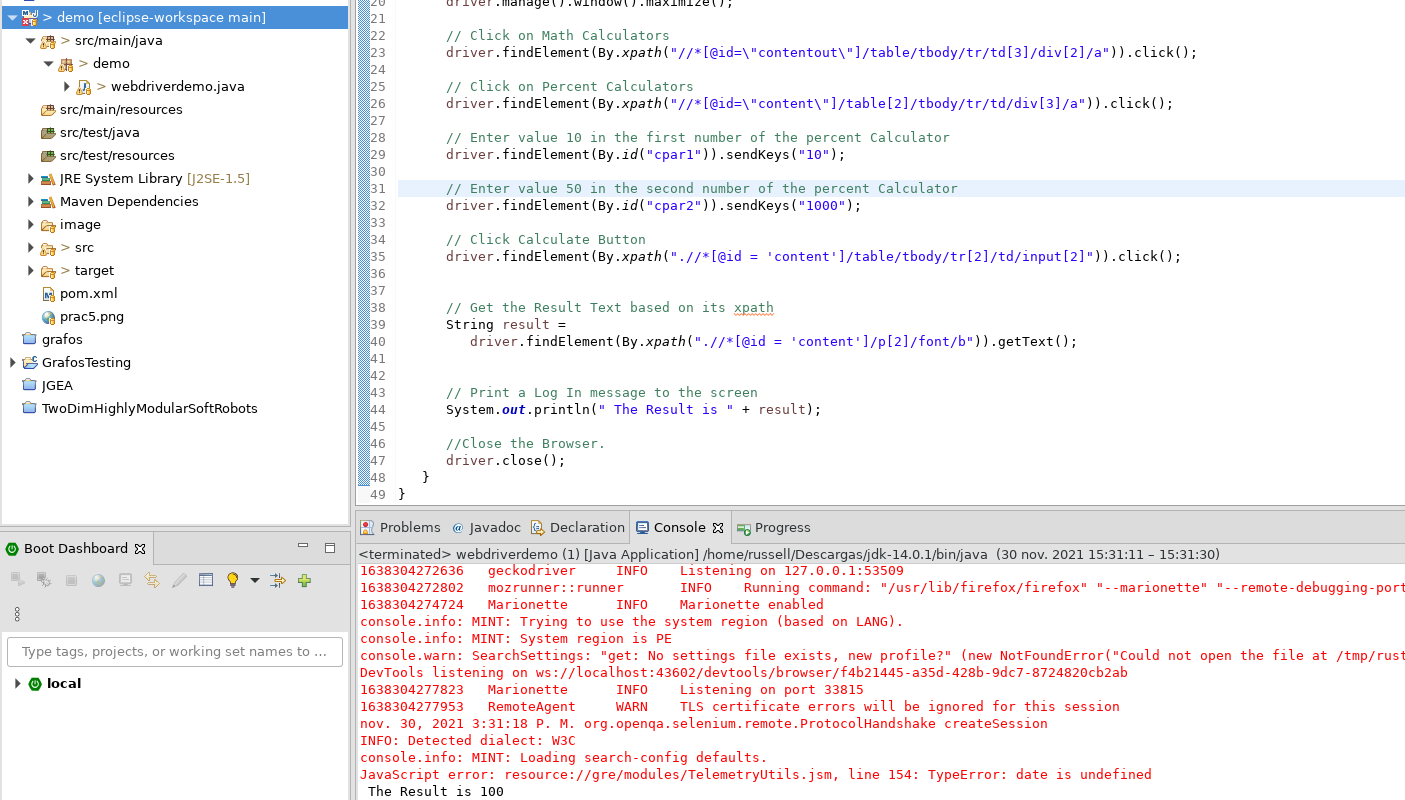 > demo [eclipse-workspace main]
> src/main/java
> demo
> webdriverdemo.java
src/main/resources
src/test/java
src/test/resources
JRE System Library [J2SE-1.5]
Maven Dependencies
image
> src
> target
pom.xml
prac5.png
grafos
GrafosTesting
JGEA
TwoDimHighlyModularSoftRobots
20 driver.manage().window().maximize();
21
22 // Click on Math Calculators
23 driver.findElement(By.xpath("//*[@id=\"contentout\"]/table/tbody/tr/td[3]/div[2]/a")).click();
24
25 // Click on Percent Calculators
26 driver.findElement(By.xpath("//*[@id=\"content\"]/table[2]/tbody/tr/td/div[3]/a")).click();
27
28 // Enter value 10 in the first number of the percent Calculator
29 driver.findElement(By.id("cpar1")).sendKeys("10");
30
31 // Enter value 50 in the second number of the percent Calculator
32 driver.findElement(By.id("cpar2")).sendKeys("1000");
33
34 // Click Calculate Button
35 driver.findElement(By.xpath(".//*[@id = 'content']/table/tbody/tr[2]/td/input[2]")).click();
36
37
38 // Get the Result Text based on its xpath
39 String result =
40 driver.findElement(By.xpath(".//*[@id = 'content']/p[2]/font/b")).getText();
41
42
43 // Print a Log In message to the screen
44 System.out.println(" The Result is " + result);
45
46 //Close the Browser.
47 driver.close();
48 }
49 }
Boot Dashboard
Type tags, projects, or working set names to ...
local
Problems Javadoc Declaration Console Progress
<terminated> webdriverdemo (1) [Java Application] /home/russell/Descargas/jdk-14.0.1/bin/java (30 nov. 2021 15:31:11 – 15:31:30)
1638304272636 geckodriver INFO Listening on 127.0.0.1:53509
1638304272802 mozrunner::runner INFO Running command: "/usr/lib/firefox/firefox" "--marionette" "--remote-debugging-port
1638304274724 Marionette INFO Marionette enabled
console.info: MINT: Trying to use the system region (based on LANG).
console.info: MINT: System region is PE
console.warn: SearchSettings: "get: No settings file exists, new profile?" (new NotFoundError("Could not open the file at /tmp/rust
DevTools listening on ws://localhost:43602/devtools/browser/f4b21445-a35d-428b-9dc7-8724820cb2ab
1638304277823 Marionette INFO Listening on port 33815
1638304277953 RemoteAgent WARN TLS certificate errors will be ignored for this session
nov. 30, 2021 3:31:18 P. M. org.openqa.selenium.remote.ProtocolHandshake createSession
INFO: Detected dialect: W3C
console.info: MINT: Loading search-config defaults.
JavaScript error: resource://gre/modules/TelemetryUtils.jsm, line 154: TypeError: date is undefined
The Result is 100